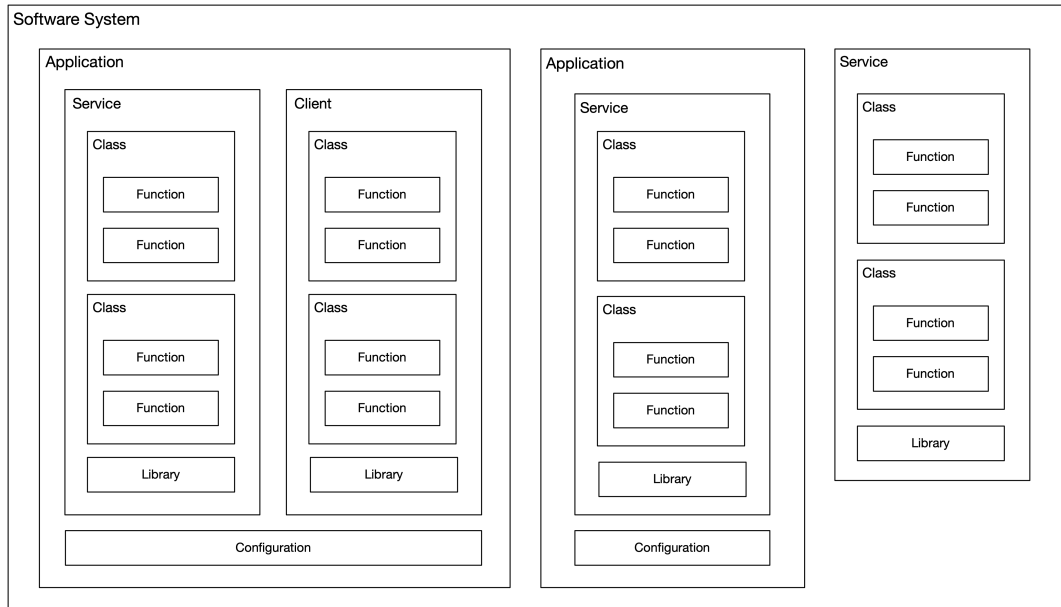 Software System
Application
Service
Class
Function
Function
Class
Function
Function
Library
Client
Class
Function
Function
Class
Function
Function
Library
Configuration
Application
Service
Class
Function
Function
Class
Function
Function
Library
Configuration
Service
Class
Function
Function
Class
Function
Function
Library